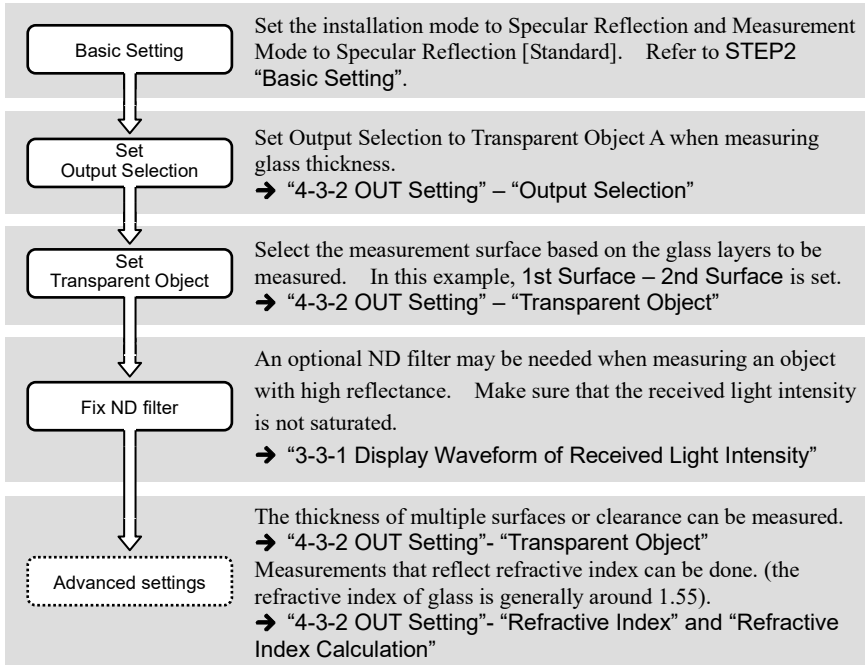 Basic Setting
Set the installation mode to Specular Reflection and Measurement
Mode to Specular Reflection [Standard]. Refer to STEP2
“Basic Setting”.
Set
Output Selection
Set Output Selection to Transparent Object A when measuring
glass thickness.
➔ “4-3-2 OUT Setting” – “Output Selection”
Set
Transparent Object
Select the measurement surface based on the glass layers to be
measured. In this example, 1st Surface – 2nd Surface is set.
➔ “4-3-2 OUT Setting” – “Transparent Object”
Fix ND filter
An optional ND filter may be needed when measuring an object
with high reflectance. Make sure that the received light intensity
is not saturated.
➔ “3-3-1 Display Waveform of Received Light Intensity”
Advanced settings
The thickness of multiple surfaces or clearance can be measured.
➔ “4-3-2 OUT Setting”- “Transparent Object”
Measurements that reflect refractive index can be done. (the
refractive index of glass is generally around 1.55).
➔ “4-3-2 OUT Setting”- “Refractive Index” and “Refractive
Index Calculation”